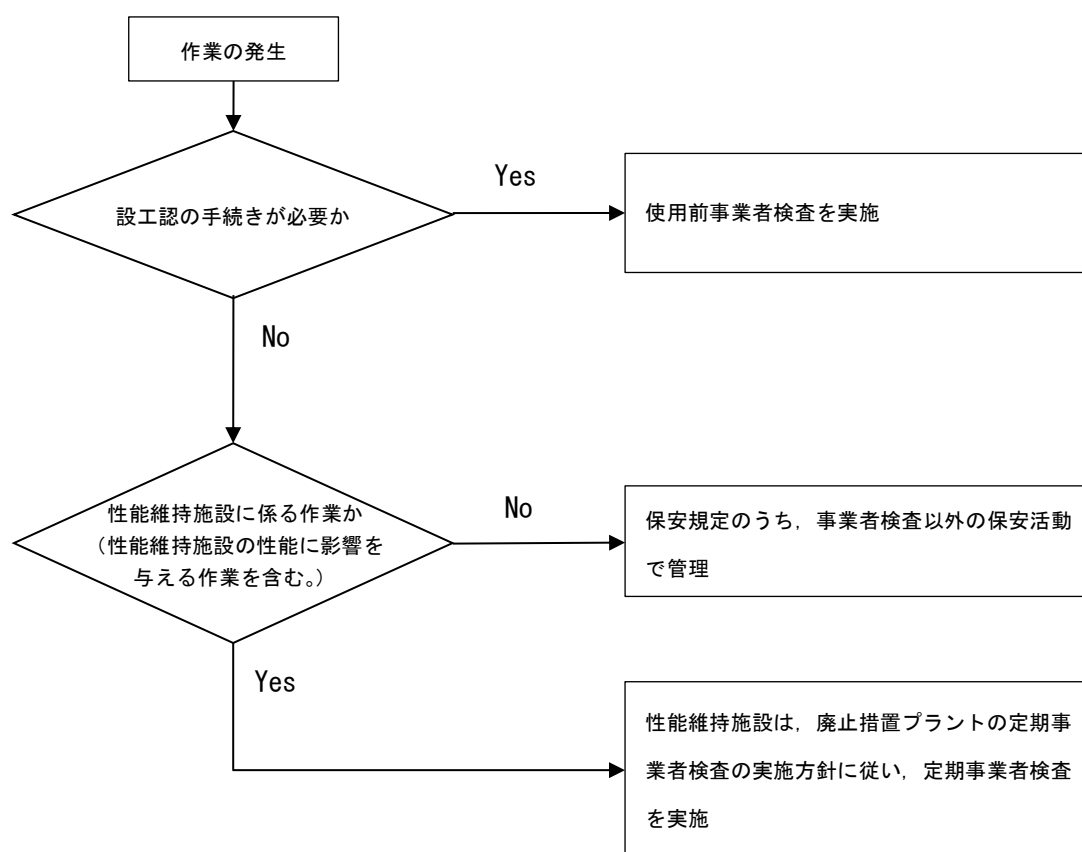 作業の発生
設工認の手続きが必要か
Yes
使用前事業者検査を実施
No
性能維持施設に係る作業か
（性能維持施設の性能に影響を
与える作業を含む。）
No
保安規定のうち，事業者検査以外の保安活動
で管理
Yes
性能維持施設は，廃止措置プラントの定期事
業者検査の実施方針に従い，定期事業者検査
を実施